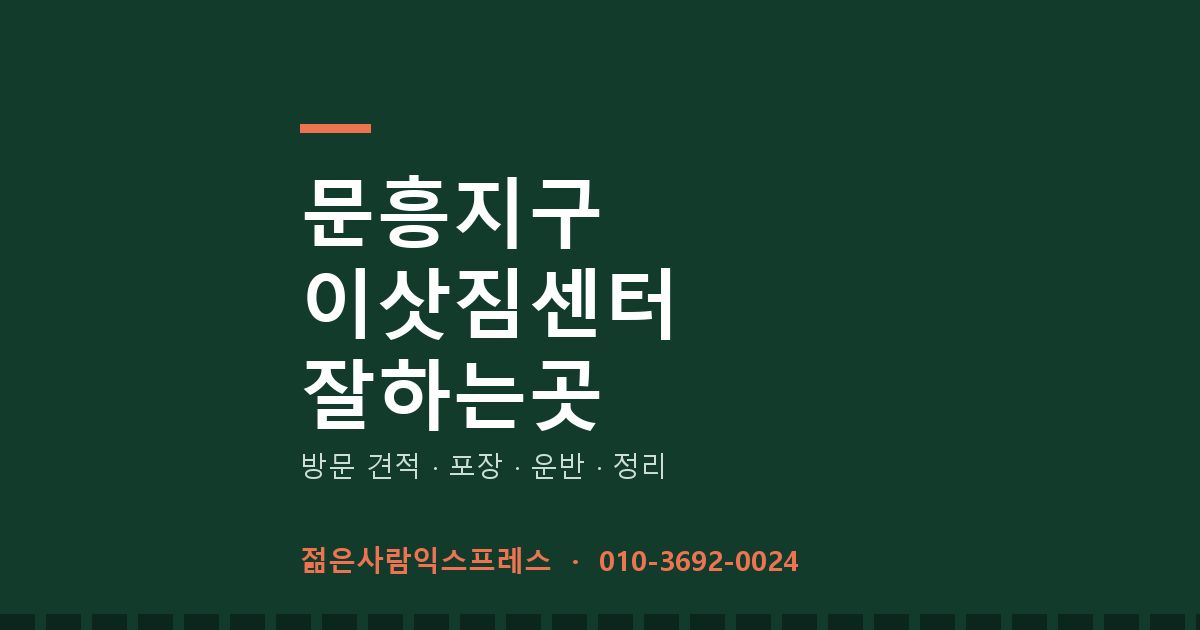 문흥지구
이삿짐센터
잘하는곳
방문 견적 · 포장 · 운반 · 정리
젊은사람익스프레스 · 010-3692-0024